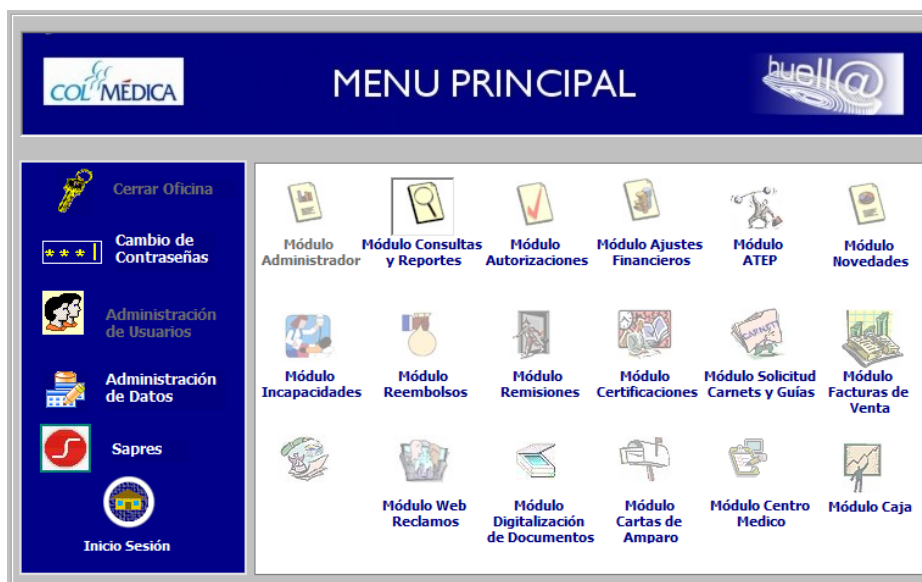 COLMÉDICA
MENU PRINCIPAL
huell@
Cerrar Oficina
Cambio de
Contraseñas
Administración
de Usuarios
Administración
de Datos
Sapres
Inicio Sesión
Módulo
Administrador
Módulo Consultas
y Reportes
Módulo
Autorizaciones
Módulo Ajustes
Financieros
Módulo
ATEP
Módulo
Novedades
Módulo
Incapacidades
Módulo
Reembolsos
Módulo
Remisiones
Módulo
Certificaciones
CARNET
Módulo Solicitud
Carnets y Guías
Módulo
Facturas de
Venta
Módulo Web
Reclamos
Módulo
Digitalización
de Documentos
Módulo
Cartas de
Amparo
Módulo Centro
Medico
Módulo Caja